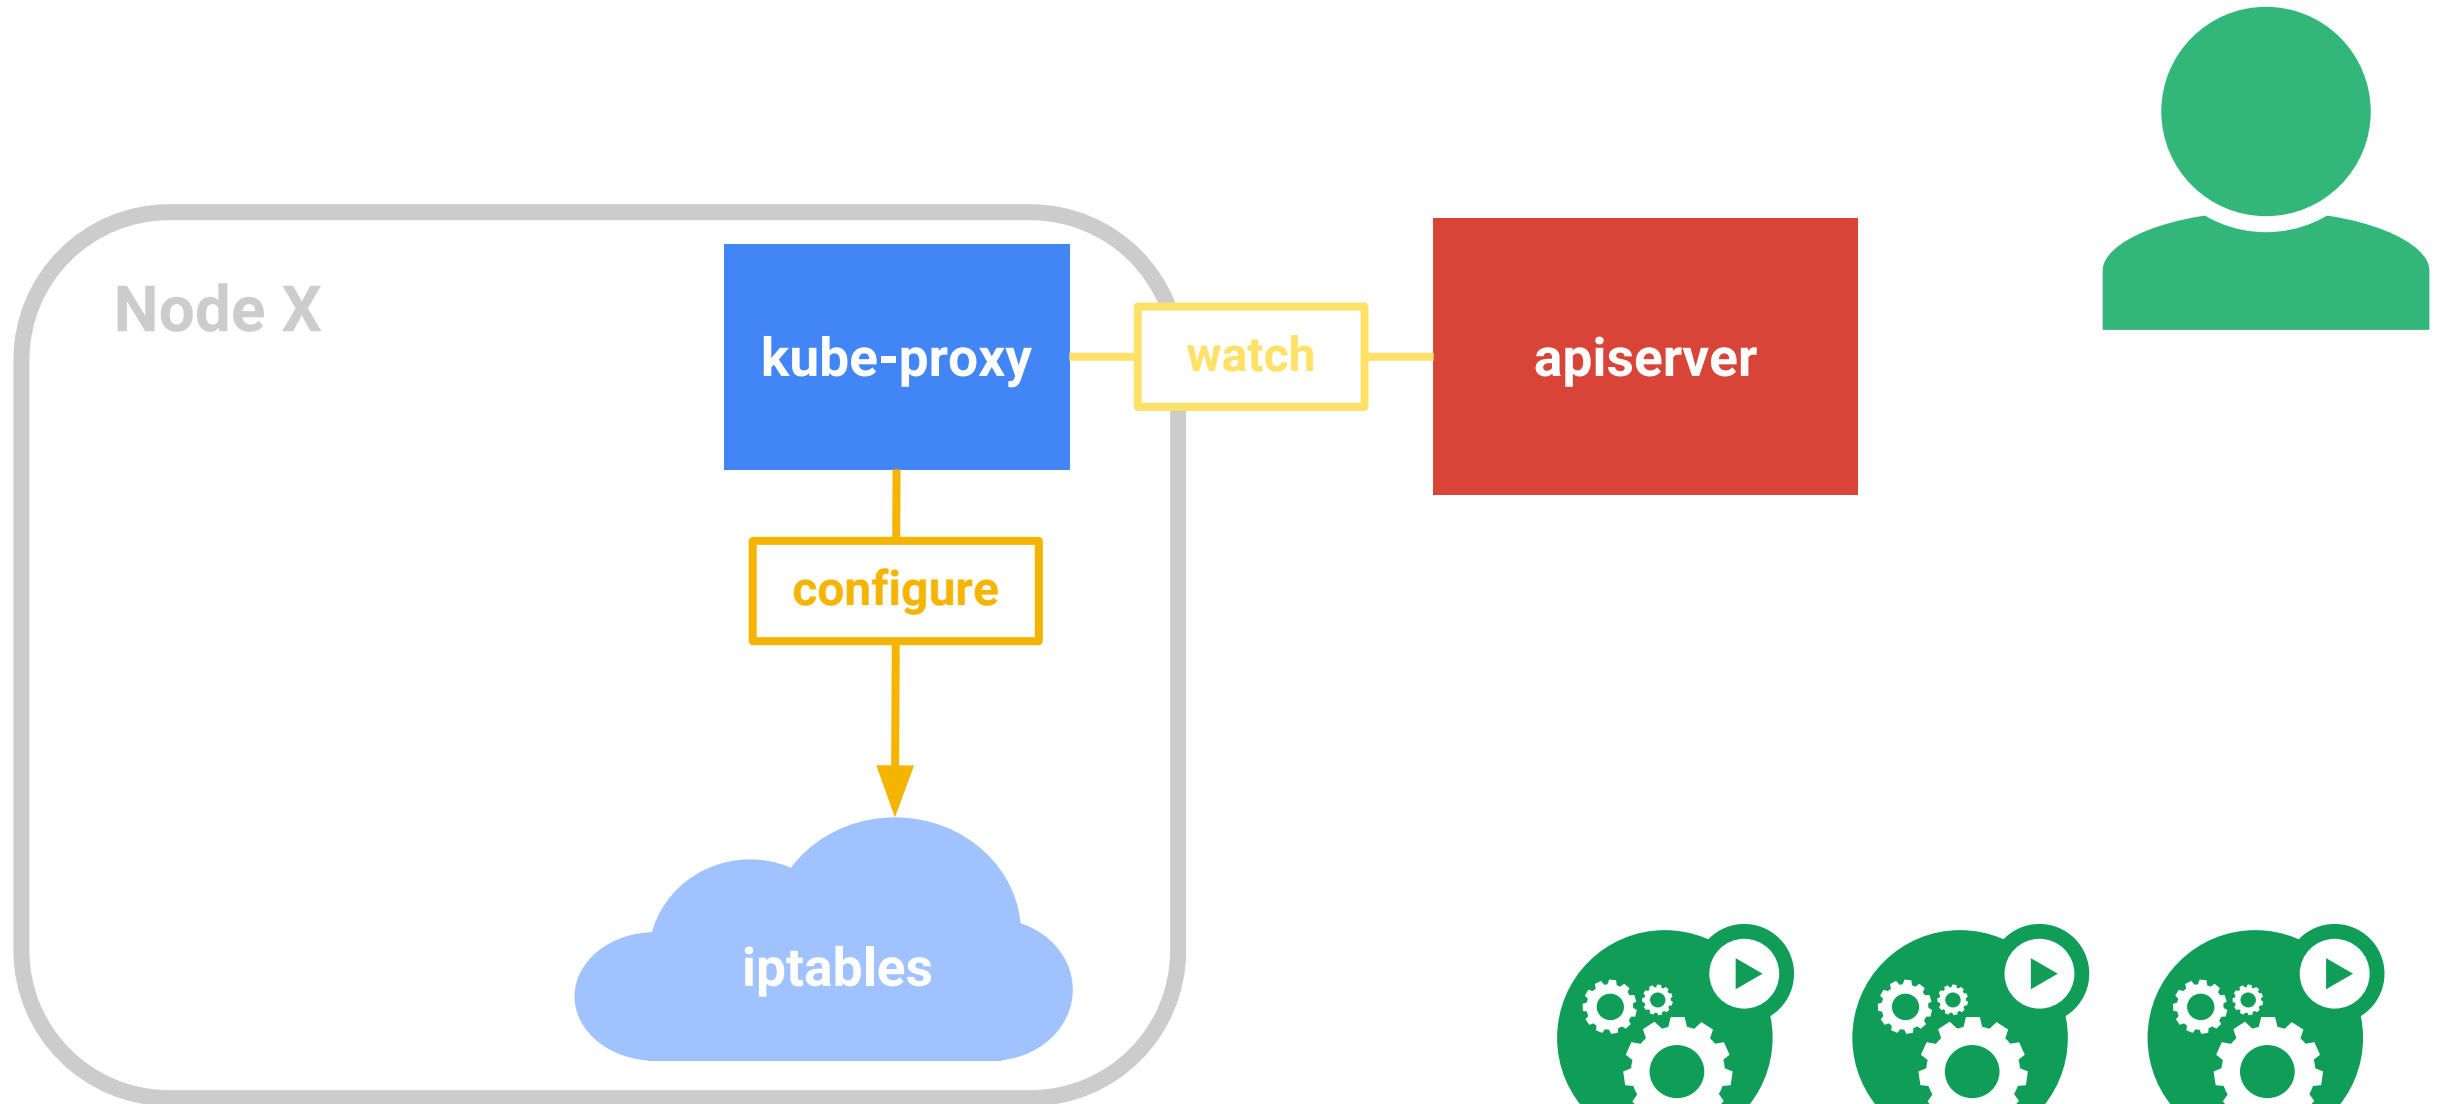 Node X
kube-proxy
watch
apiserver
configure
iptables